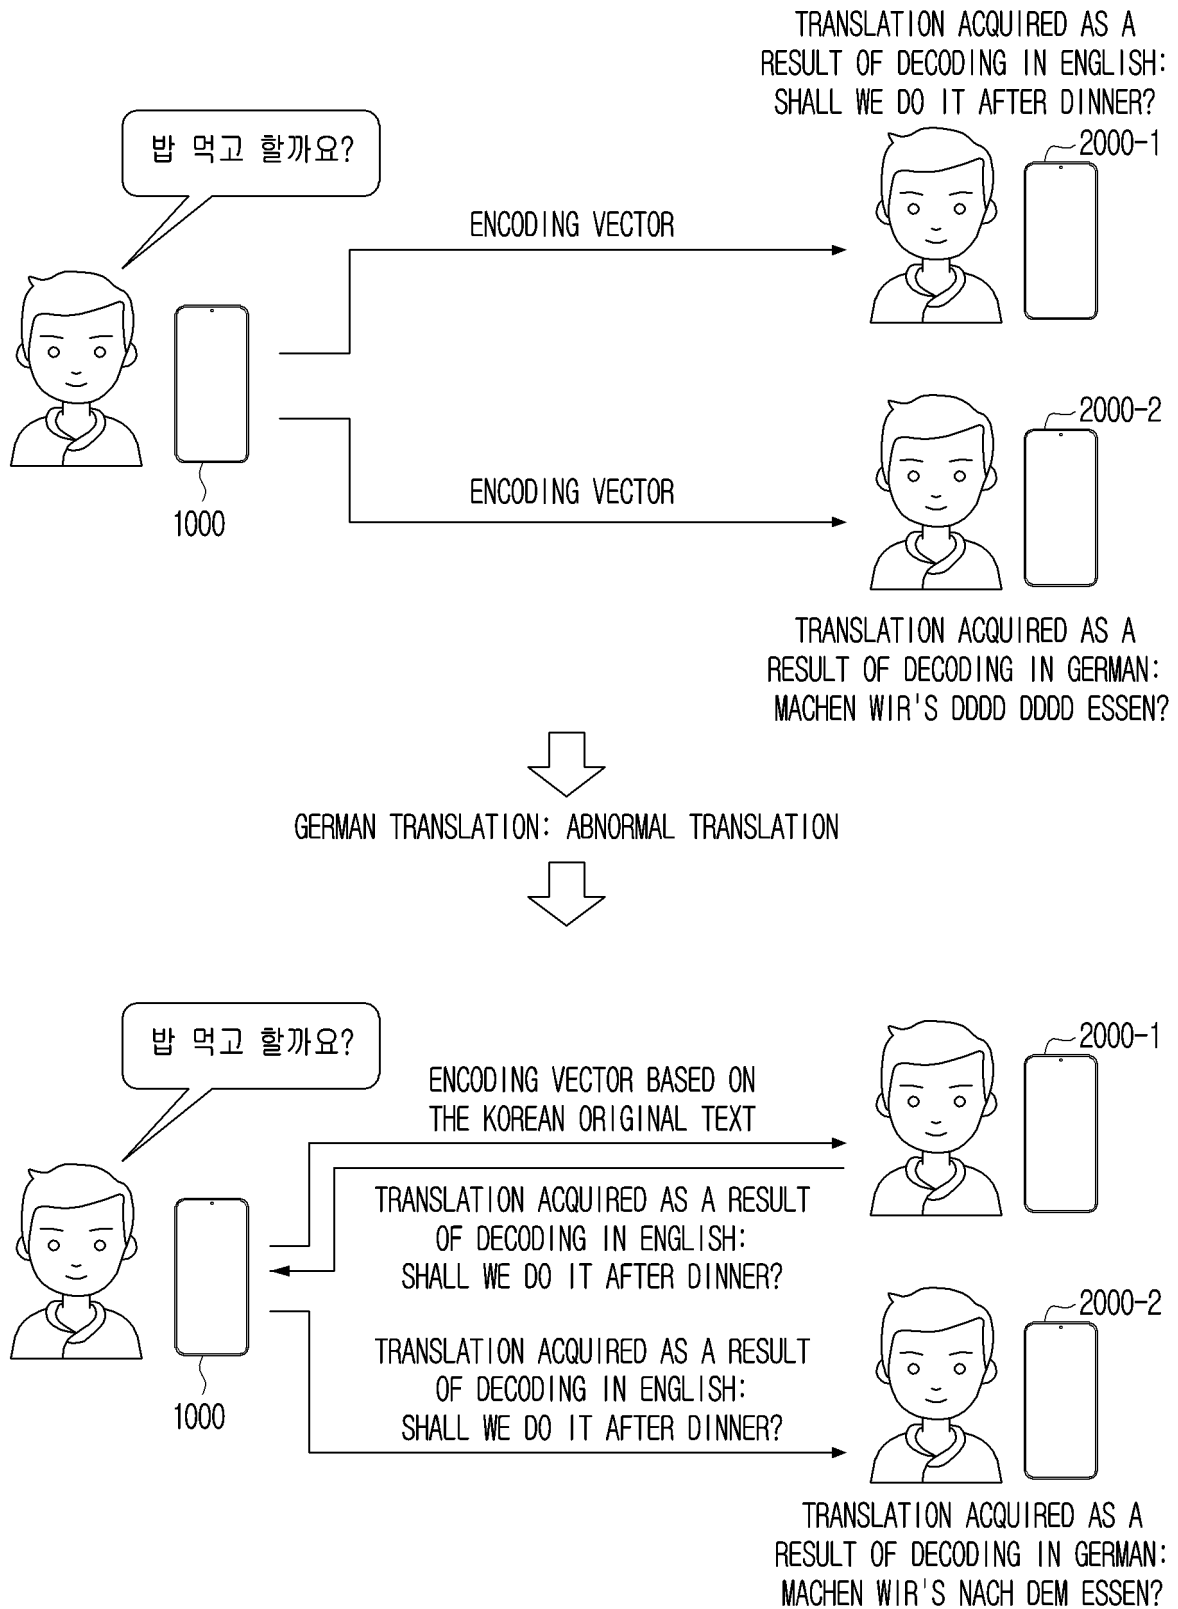 TRANSLATION ACQUIRED AS A
RESULT OF DECODING IN ENGLISH:
SHALL WE DO IT AFTER DINNER?
밥 먹고 할까요?
2000-1
ENCODING VECTOR
2000-2
ENCODING VECTOR
1000
TRANSLATION ACQUIRED AS A
RESULT OF DECODING IN GERMAN:
MACHEN WIR'S DDDD DDDD ESSEN?
GERMAN TRANSLATION: ABNORMAL TRANSLATION
밥 먹고 할까요?
2000-1
ENCODING VECTOR BASED ON
THE KOREAN ORIGINAL TEXT
TRANSLATION ACQUIRED AS A RESULT
OF DECODING IN ENGLISH:
SHALL WE DO IT AFTER DINNER?
2000-2
TRANSLATION ACQUIRED AS A RESULT
OF DECODING IN ENGLISH:
SHALL WE DO IT AFTER DINNER?
1000
TRANSLATION ACQUIRED AS A
RESULT OF DECODING IN GERMAN:
MACHEN WIR'S NACH DEM ESSEN?